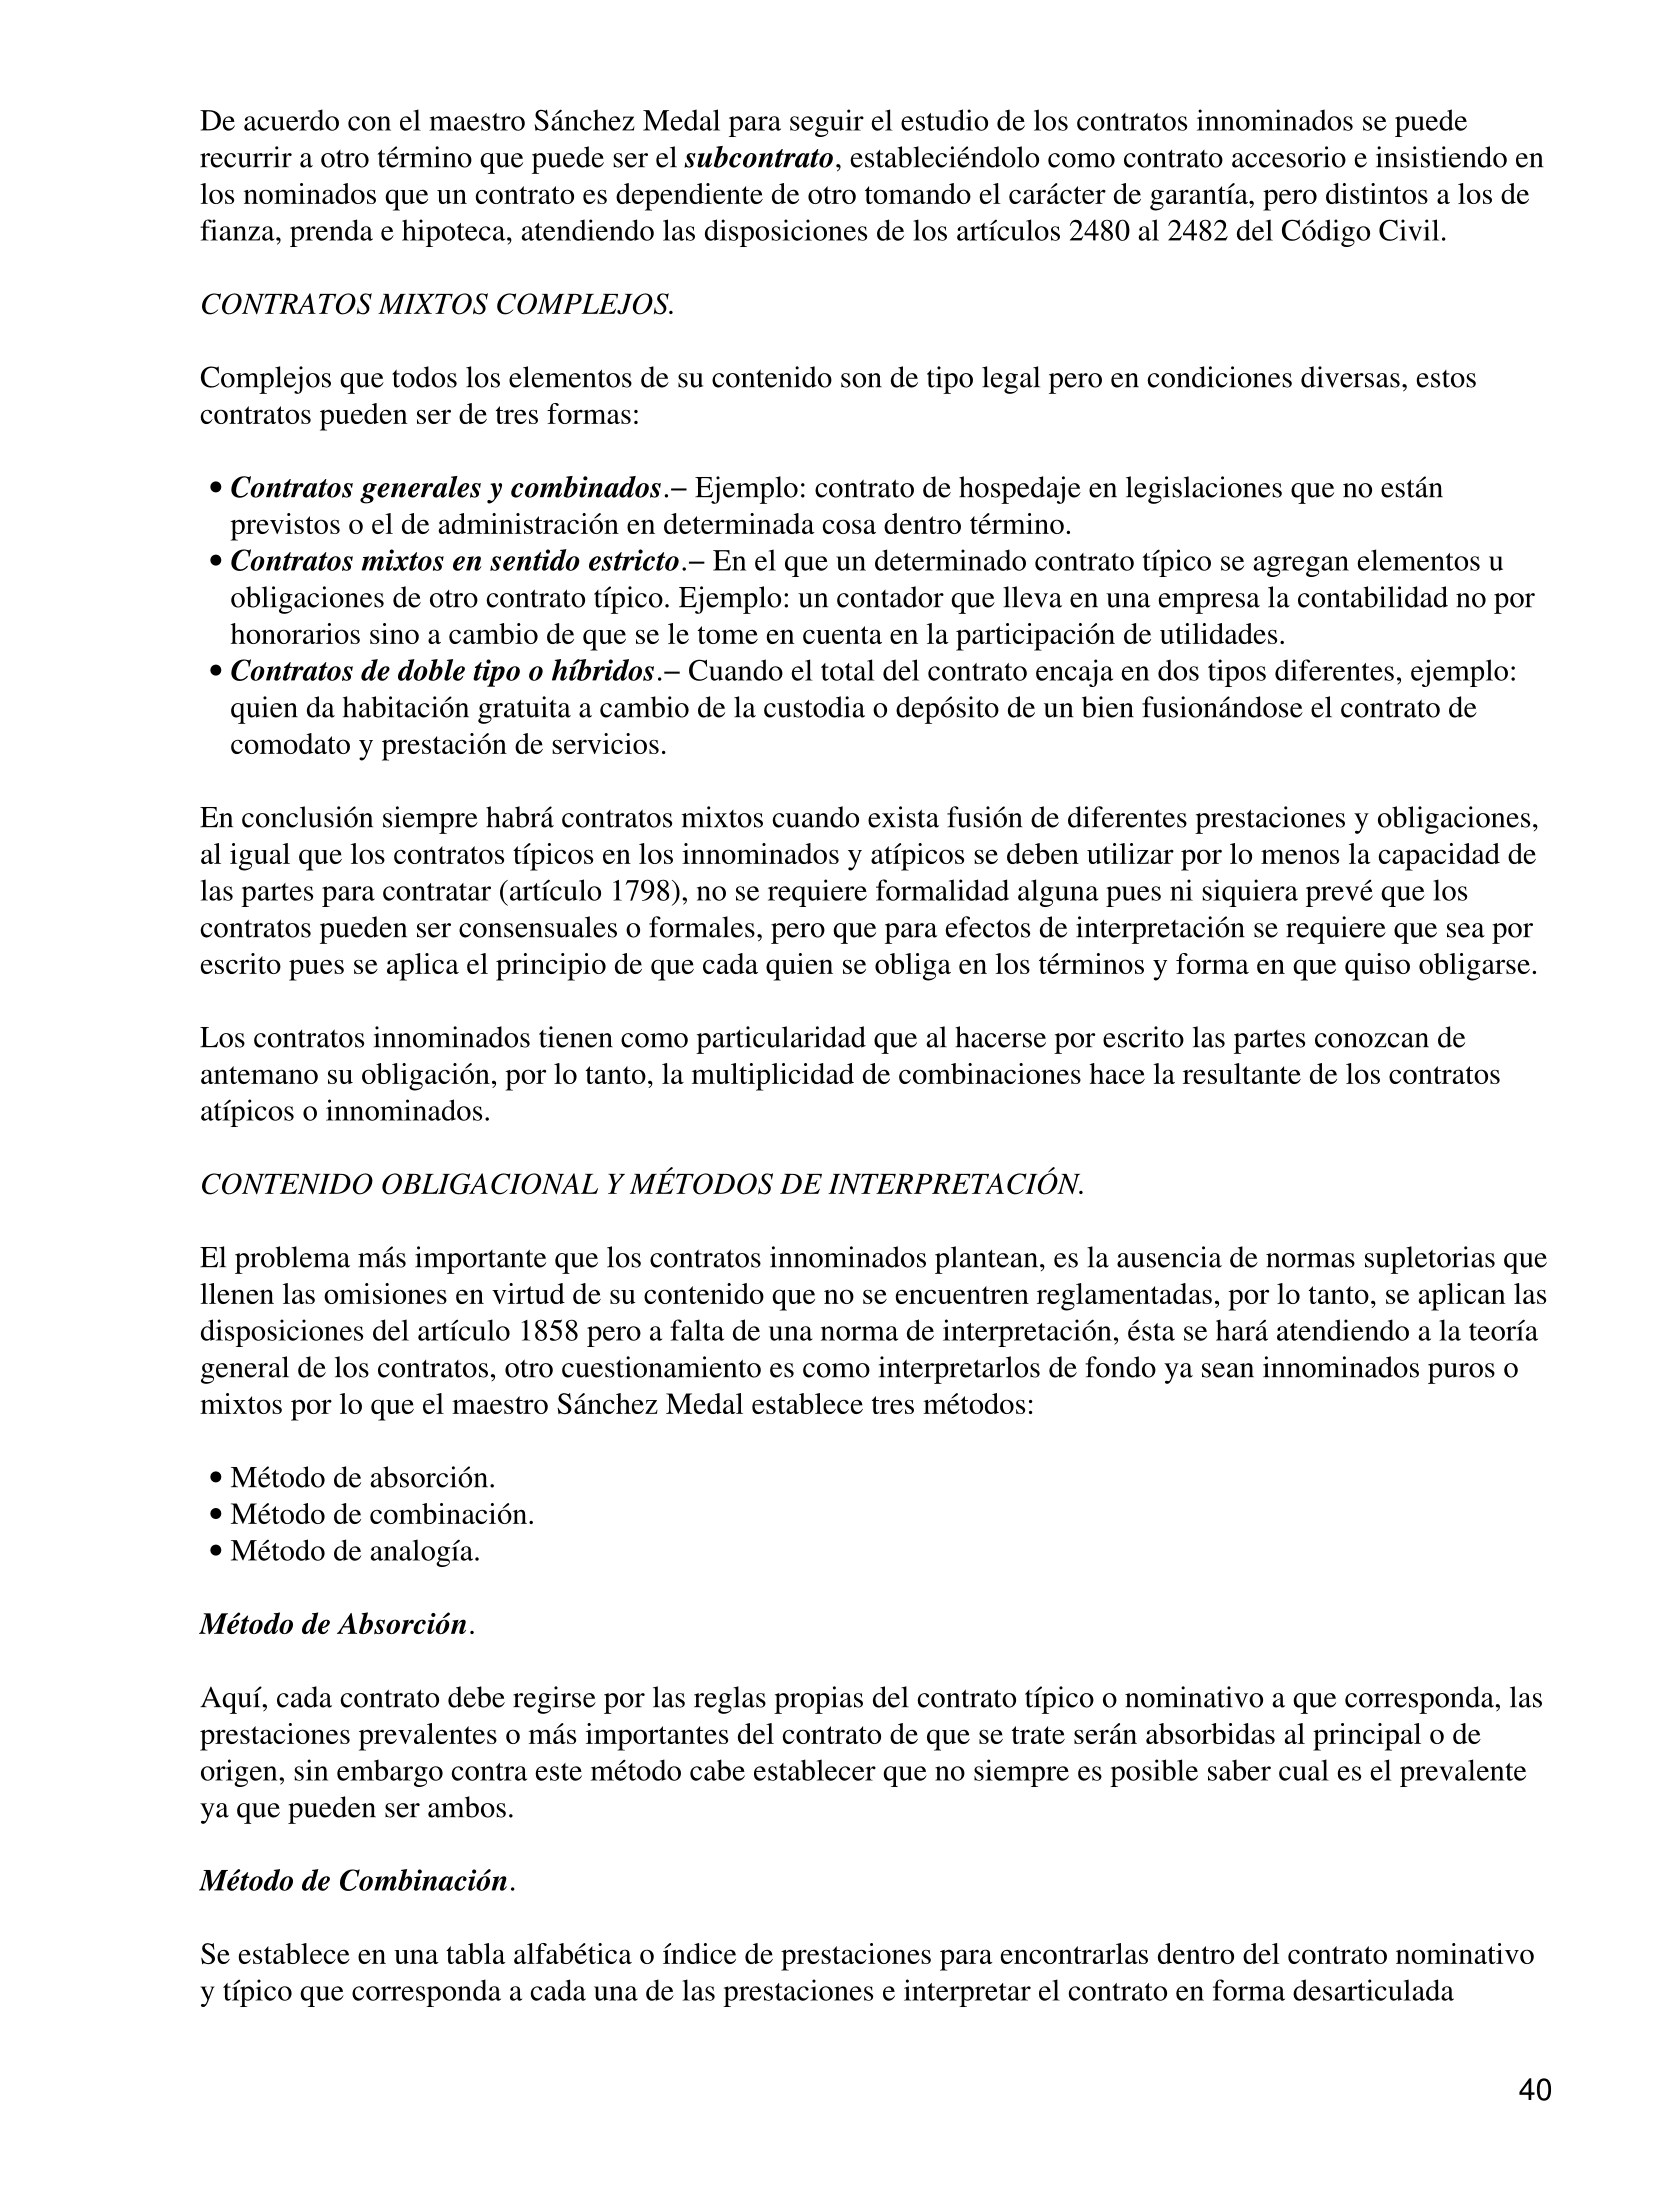 De acuerdo con el maestro Sánchez Medal para seguir el estudio de los contratos innominados se puede
recurrir a otro término que puede ser el subcontrato, estableciéndolo como contrato accesorio e insistiendo en
los nominados que un contrato es dependiente de otro tomando el carácter de garantía, pero distintos a los de
fianza, prenda e hipoteca, atendiendo las disposiciones de los artículos 2480 al 2482 del Código Civil.
CONTRATOS MIXTOS COMPLEJOS.
Complejos que todos los elementos de su contenido son de tipo legal pero en condiciones diversas, estos
contratos pueden ser de tres formas:
• Contratos generales y combinados.− Ejemplo: contrato de hospedaje en legislaciones que no están
previstos o el de administración en determinada cosa dentro término.
• Contratos mixtos en sentido estricto.− En el que un determinado contrato típico se agregan elementos u
obligaciones de otro contrato típico. Ejemplo: un contador que lleva en una empresa la contabilidad no por
honorarios sino a cambio de que se le tome en cuenta en la participación de utilidades.
• Contratos de doble tipo o híbridos.− Cuando el total del contrato encaja en dos tipos diferentes, ejemplo:
quien da habitación gratuita a cambio de la custodia o depósito de un bien fusionándose el contrato de
comodato y prestación de servicios.
En conclusión siempre habrá contratos mixtos cuando exista fusión de diferentes prestaciones y obligaciones,
al igual que los contratos típicos en los innominados y atípicos se deben utilizar por lo menos la capacidad de
las partes para contratar (artículo 1798), no se requiere formalidad alguna pues ni siquiera prevé que los
contratos pueden ser consensuales o formales, pero que para efectos de interpretación se requiere que sea por
escrito pues se aplica el principio de que cada quien se obliga en los términos y forma en que quiso obligarse.
Los contratos innominados tienen como particularidad que al hacerse por escrito las partes conozcan de
antemano su obligación, por lo tanto, la multiplicidad de combinaciones hace la resultante de los contratos
atípicos o innominados.
CONTENIDO OBLIGACIONAL Y MÉTODOS DE INTERPRETACIÓN.
El problema más importante que los contratos innominados plantean, es la ausencia de normas supletorias que
llenen las omisiones en virtud de su contenido que no se encuentren reglamentadas, por lo tanto, se aplican las
disposiciones del artículo 1858 pero a falta de una norma de interpretación, ésta se hará atendiendo a la teoría
general de los contratos, otro cuestionamiento es como interpretarlos de fondo ya sean innominados puros o
mixtos por lo que el maestro Sánchez Medal establece tres métodos:
• Método de absorción.
• Método de combinación.
• Método de analogía.
Método de Absorción.
Aquí, cada contrato debe regirse por las reglas propias del contrato típico o nominativo a que corresponda, las
prestaciones prevalentes o más importantes del contrato de que se trate serán absorbidas al principal o de
origen, sin embargo contra este método cabe establecer que no siempre es posible saber cual es el prevalente
ya que pueden ser ambos.
Método de Combinación.
Se establece en una tabla alfabética o índice de prestaciones para encontrarlas dentro del contrato nominativo
y típico que corresponda a cada una de las prestaciones e interpretar el contrato en forma desarticulada
40